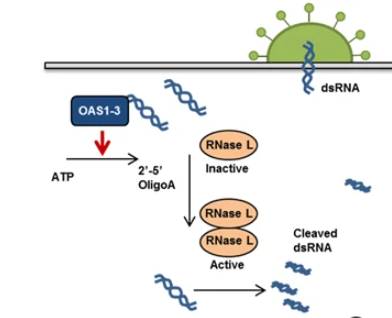 dsRNA
OAS1-3
ATP
2'-5'
OligoA
RNase L
Inactive
RNase L
RNase L
Active
Cleaved
dsRNA